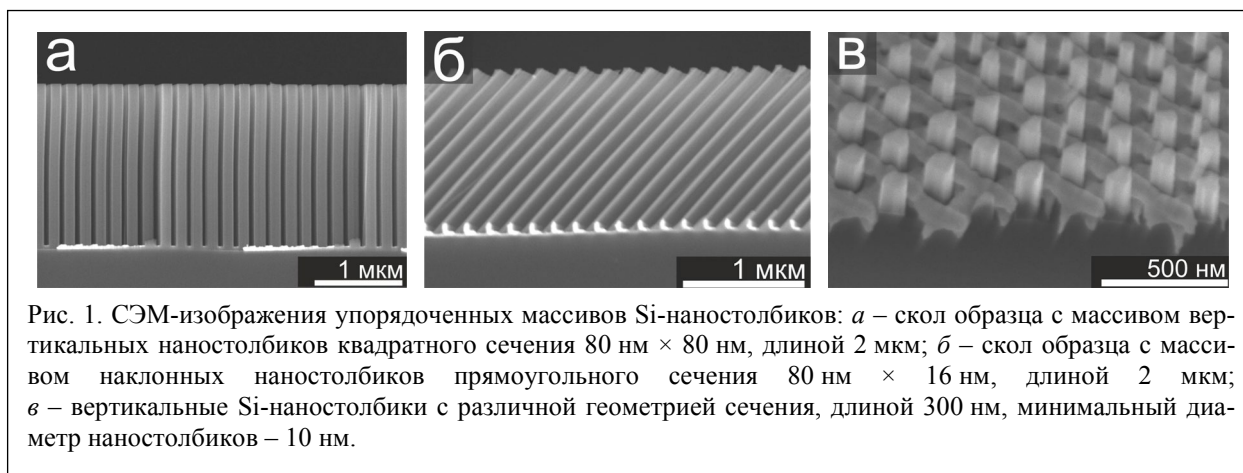 а
б
в
1 мкм
1 мкм
500 нм
Рис. 1. СЭМ-изображения упорядоченных массивов Si-наностолбиков: а – скол образца с массивом вер-
тикальных наностолбиков квадратного сечения 80 нм × 80 нм, длиной 2 мкм; б – скол образца с масси-
вом наклонных наностолбиков прямоугольного сечения 80 нм × 16 нм, длиной 2 мкм;
в – вертикальные Si-наностолбики с различной геометрией сечения, длиной 300 нм, минимальный диа-
метр наностолбиков – 10 нм.